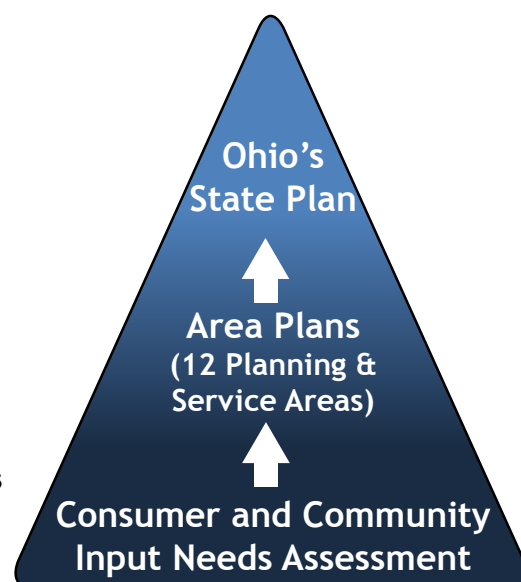 Ohio's
State Plan
Area Plans
(12 Planning &
Service Areas)
Consumer and Community
Input Needs Assessment